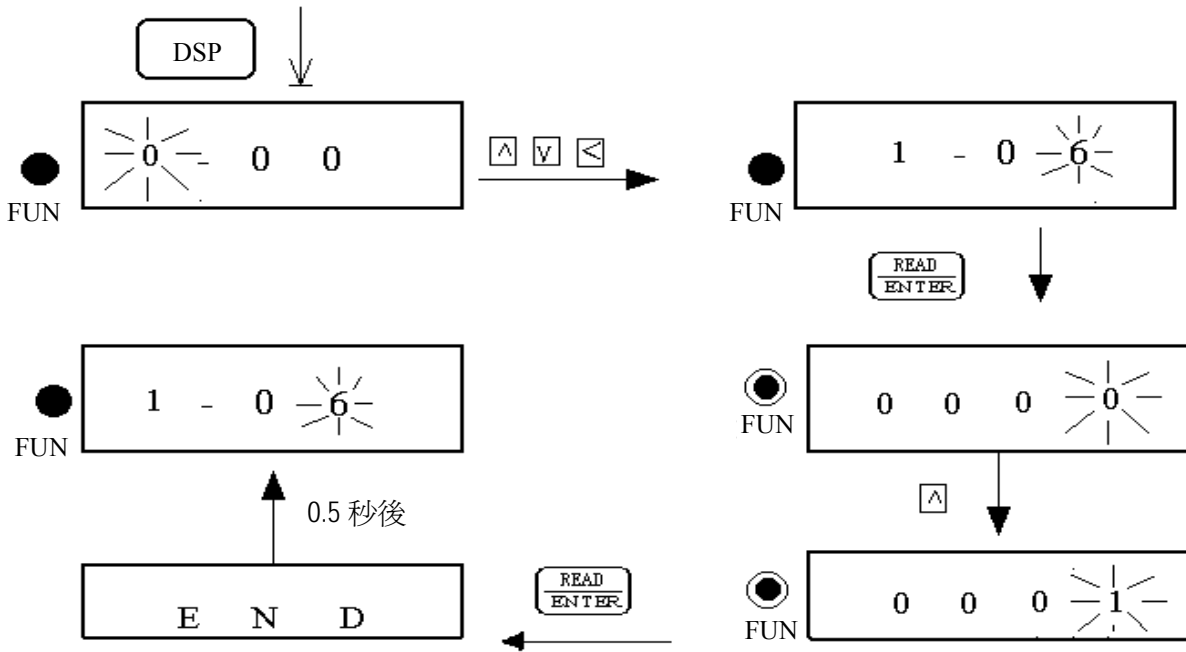 DSP
0 - 0 0
FUN
^ v <
1 - 0 6
FUN
READ
ENTER
0 0 0 0
FUN
^
0 0 0 1
FUN
READ
ENTER
E N D
0.5 秒後
1 - 0 6
FUN